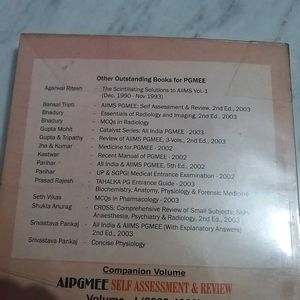 Other Outstanding Books for PGMEE
Agarwal Ritesh - The Scintillating Solutions to AIIMS Vol.-1
(Dec. 1990 - Nov 1993)
Bansal Tripti - AIIMS PGMEE: Self Assessment & Review, 2nd Ed., 2003
Bhadury - Essentials of Radiology and Imaging, 2nd Ed., 2003
Bhadury - MCQs in Radiology
Gupta Mohit - Catalyst Series: All India PGMEE - 2003
Gupta & Tripathy - Review of AIIMS PGMEE, 3-Vols., 2nd Ed., 2003
Jha & Kumar - Medicine for PGMEE - 2002
Kastwar - Recent Manual of PGMEE - 2002
Parihar - All India & AIIMS PGMEE, 5th Ed., 2002
Parihar - UP & SGPGI Medical Entrance Examination - 2002
Prasad Rajesh - TAHALKA PG Entrance Guide - 2003
Biochemistry, Anatomy, Physiology & Forensic Medicine
Seth Vikas - MCQs in Pharmacology - 2003
Shukla Anurag - CROSS: Comprehensive Review of Small Subjects; Skin,
Anaesthesia, Psychiatry & Radiology, 2nd Ed., 2003
Srivastava Pankaj - All India & AIIMS PGMEE (With Explanatory Answers)
2nd Ed., 2003
Srivastava Pankaj - Concise Physiology
Companion Volume
AIPGMEE SELF ASSESSMENT & REVIEW
Volume - I